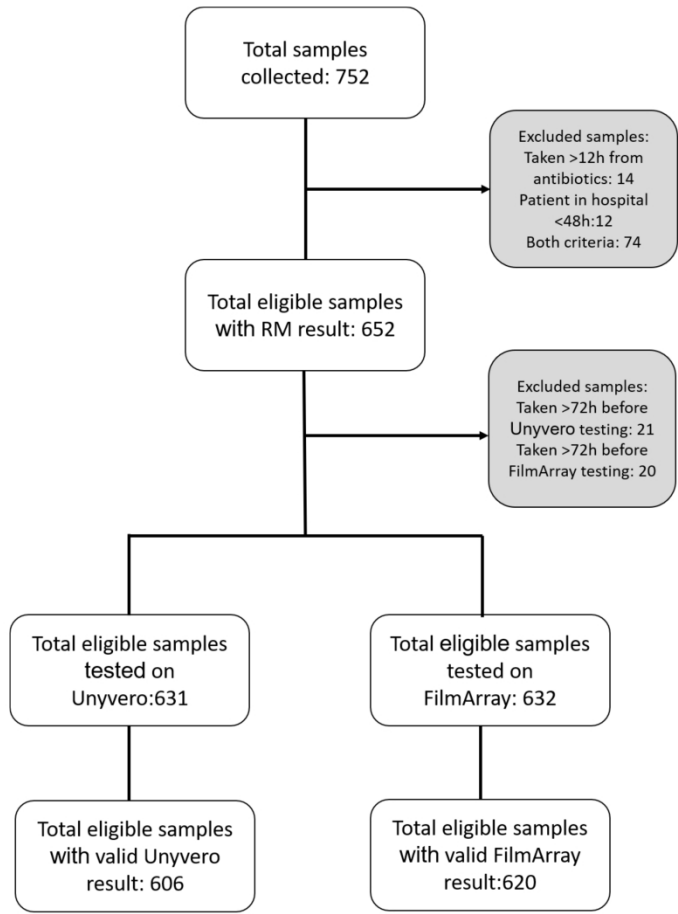 Total samples
collected: 752
Excluded samples:
Taken >12h from
antibiotics: 14
Patient in hospital
<48h:12
Both criteria: 74
Total eligible samples
with RM result: 652
Excluded samples:
Taken >72h before
Unyvero testing: 21
Taken >72h before
FilmArray testing: 20
Total eligible samples
tested on
Unyvero:631
Total eligible samples
tested on
FilmArray: 632
Total eligible samples
with valid Unyvero
result: 606
Total eligible samples
with valid FilmArray
result:620